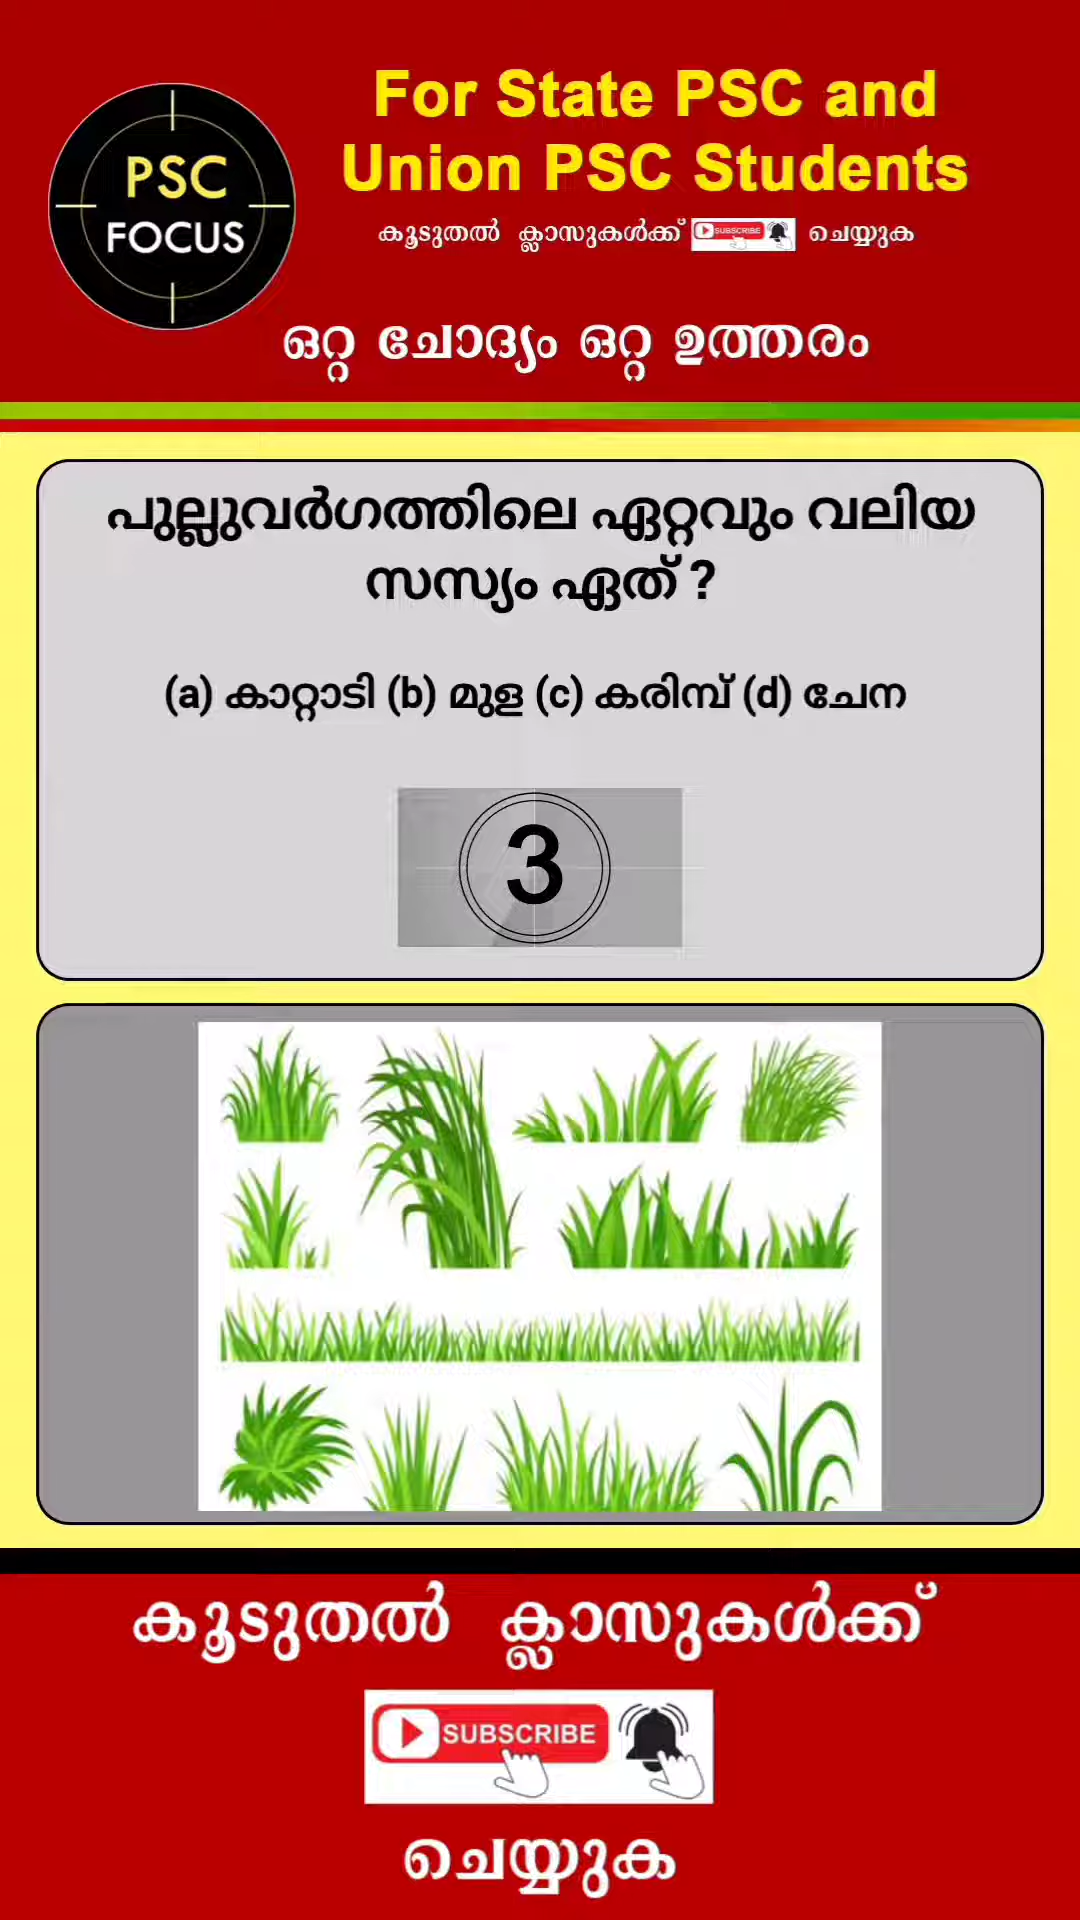 PSC
FOCUS
For State PSC and
Union PSC Students
കൂടുതൽ ക്ലാസുകൾക്ക് SUBSCRIBE ചെയ്യുക
ഒറ്റ ചോദ്യം ഒറ്റ ഉത്തരം
പുല്ലുവർഗത്തിലെ ഏറ്റവും വലിയ
സസ്യം ഏത് ?
(a) കാറ്റാടി (b) മുള (c) കരിമ്പ് (d) ചേന
3
കൂടുതൽ ക്ലാസുകൾക്ക്
SUBSCRIBE
ചെയ്യുക